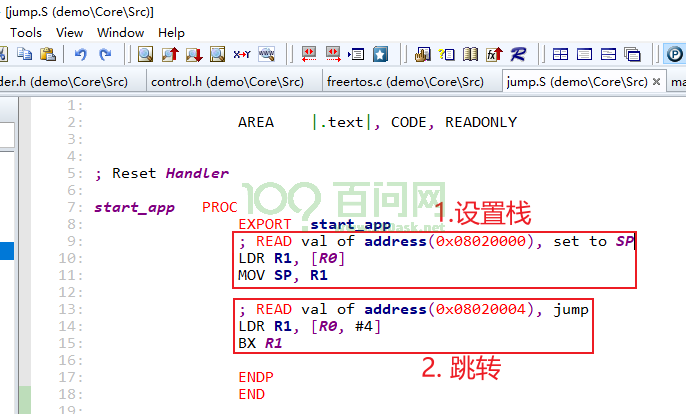 [jump.S (demo\Core\Src)]
Tools View Window Help
der.h (demo\Core\Src) control.h (demo\Core\Src) freertos.c (demo\Core\Src) jump.S (demo\Core\Src) × ma
1:
2: AREA |.text|, CODE, READONLY
3:
4:
5: ; Reset Handler
6:
7: start_app PROC
8: EXPORT start_app
9: ; READ val of address(0x08020000), set to SP
10: LDR R1, [R0]
11: MOV SP, R1
12:
13: ; READ val of address(0x08020004), jump
14: LDR R1, [R0, #4]
15: BX R1
16:
17: ENDP
18: END
19:
100 百问网
1.设置栈
2. 跳转